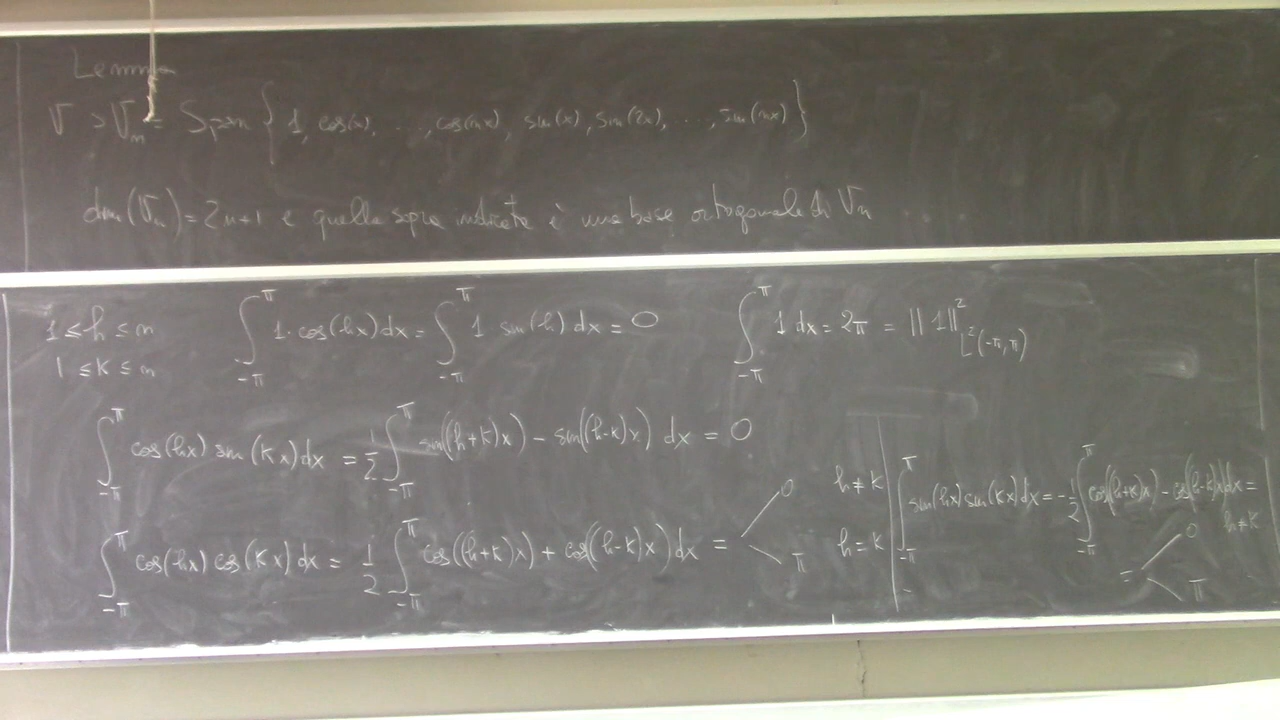 Lemma
V > V_n = Span { 1, cos(x), ..., cos(nx), sin(x), sin(2x), ..., sin(nx) }
dim(V_n) = 2n+1 e quella sopra indicata è una base ortogonale di V_n
1 ≤ h ≤ n
1 ≤ k ≤ n
∫_{-π}^{π} 1·cos(hx)dx = ∫_{-π}^{π} 1 sin(h) dx = 0
∫_{-π}^{π} 1 dx = 2π = ||1||²_{L²(-π,π)}
∫_{-π}^{π} cos(hx) sin(kx)dx = 1/2 ∫_{-π}^{π} sin((h+k)x) - sin((h-k)x) dx = 0
∫_{-π}^{π} cos(hx) cos(kx)dx = 1/2 ∫_{-π}^{π} cos((h+k)x) + cos((h-k)x)dx =
0 h≠k
π h=k
∫_{-π}^{π} sin(hx) sin(kx)dx = -1/2 ∫_{-π}^{π} cos((h+k)x) - cos((h-k)x)dx =
= 0 h≠k
π